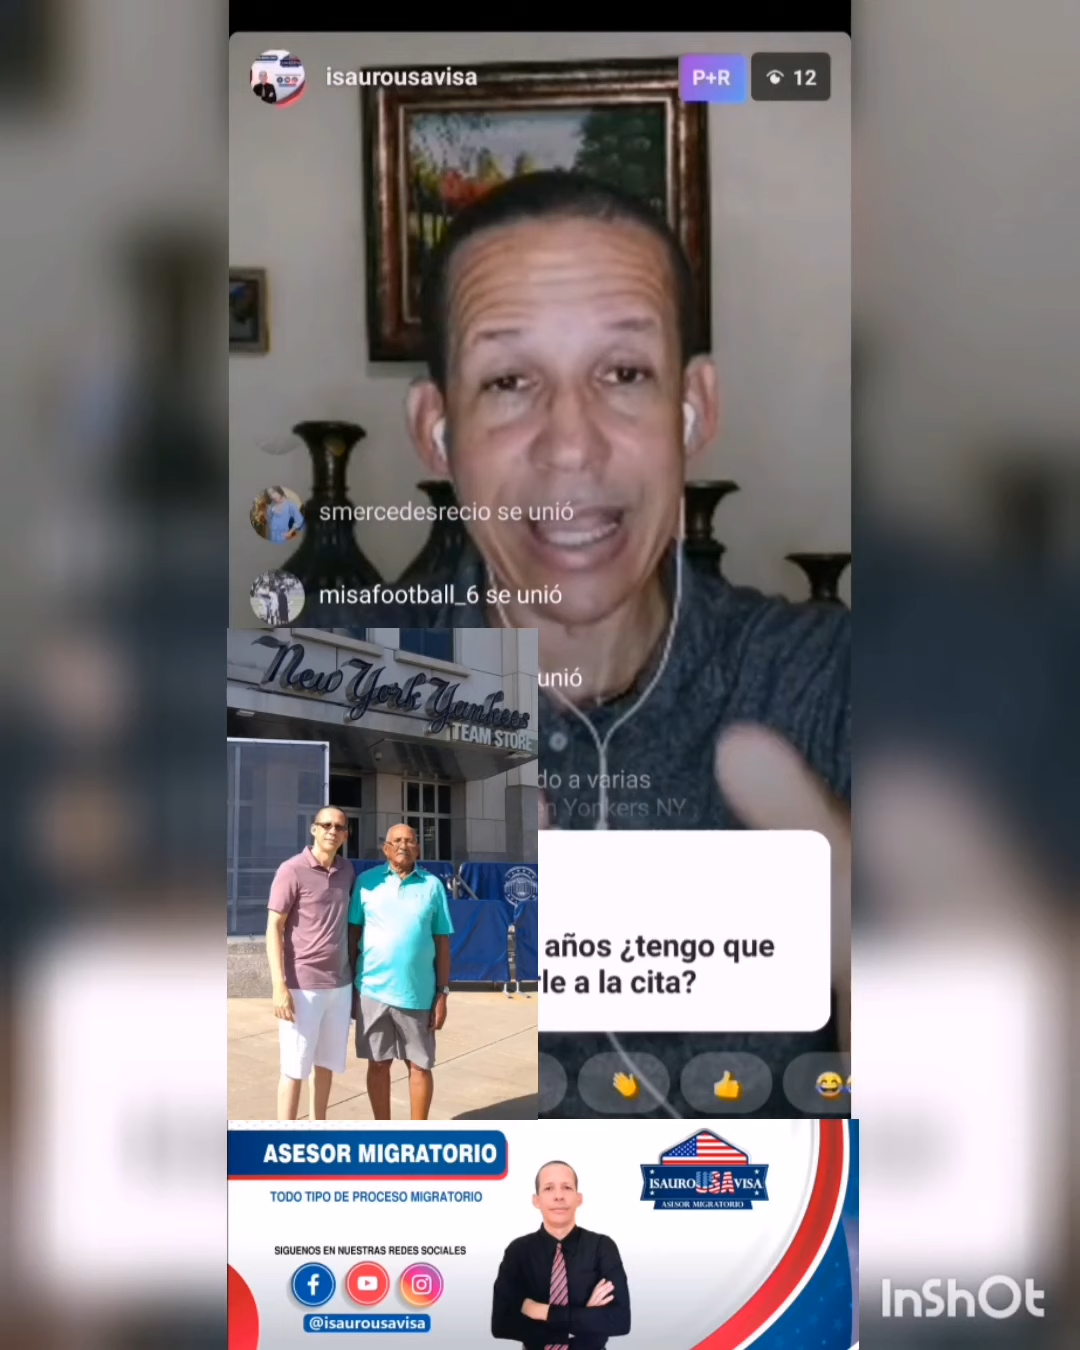 isaurousavisa
P+R
12
smercedesrecio se unió
misafootball_6 se unió
unió
do a varias
en Yonkers NY
New York Yankees
TEAM STORE
años ¿tengo que
rle a la cita?
ASESOR MIGRATORIO
TODO TIPO DE PROCESO MIGRATORIO
SIGUENOS EN NUESTRAS REDES SOCIALES
@isaurousavisa
ISAURO USA VISA
ASESOR MIGRATORIO
InShOt